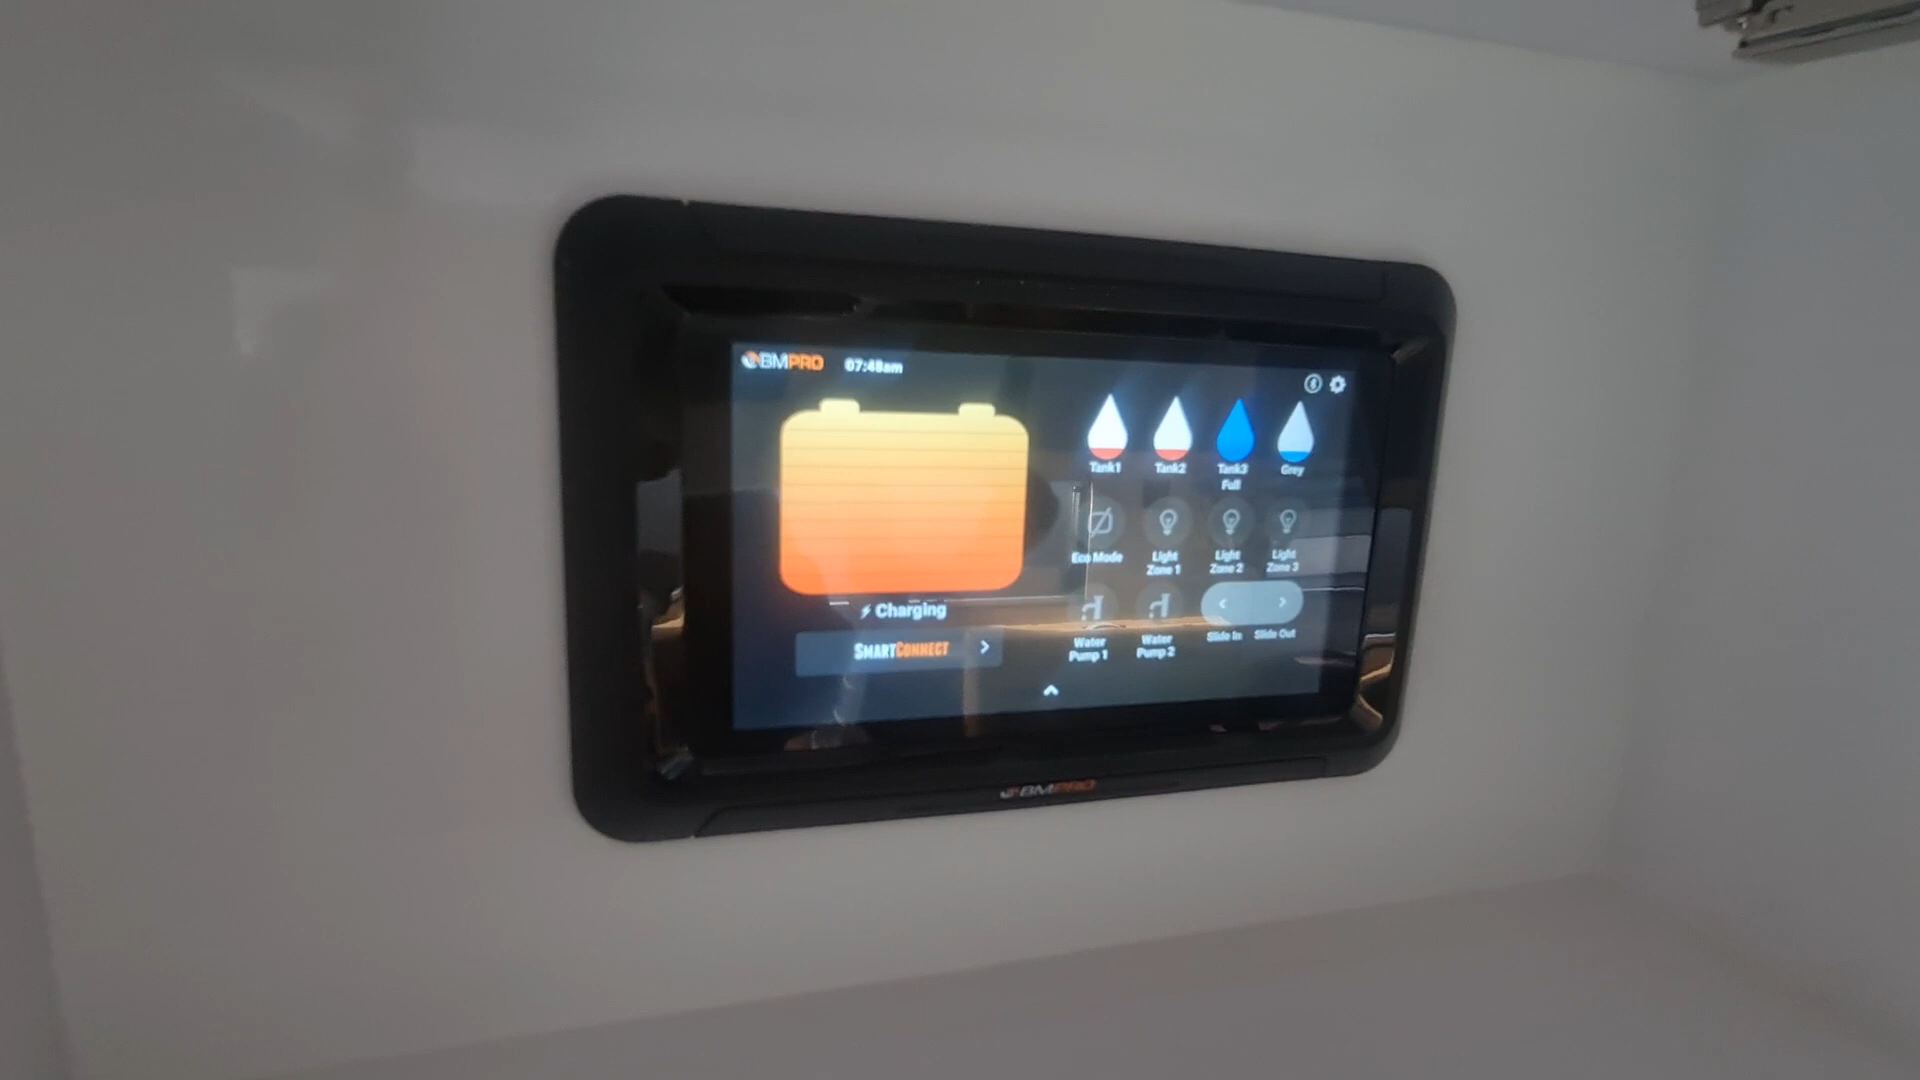 BMPRO 07:48am
Tank1 Tank2 Tank3 Grey
Full
Eco Mode Light Light Light
Zone 1 Zone 2 Zone 3
Charging
SMARTCONNECT
Water Water Slide In Slide Out
Pump 1 Pump 2
BMPRO